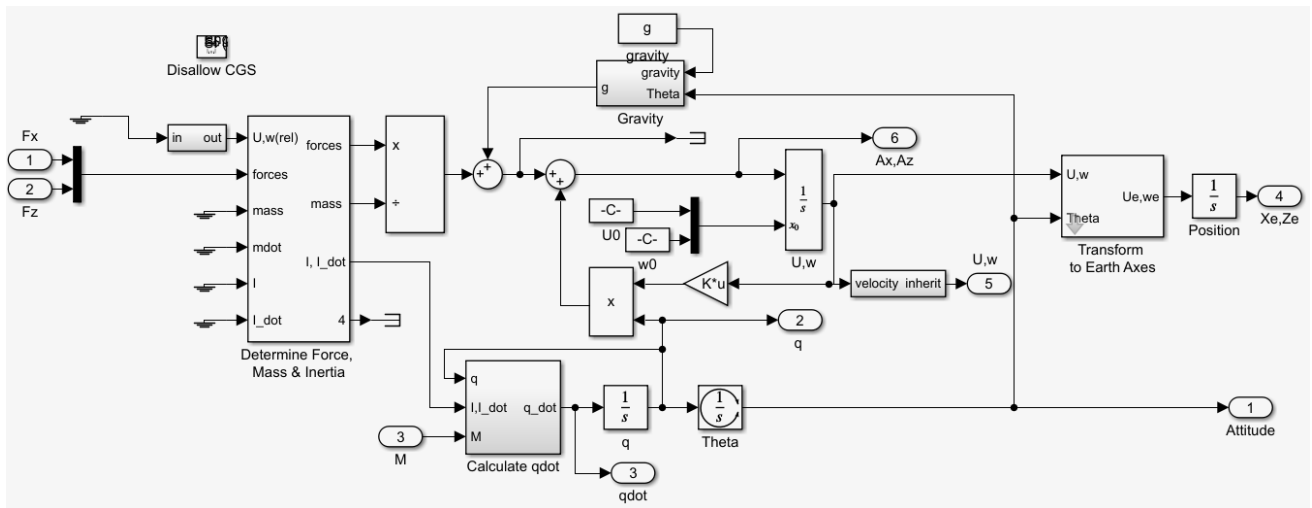 g
gravity
Disallow CGS
gravity
g
Theta
Gravity
Fx
1
2
Fz
in out
U,w(rel)
forces
forces
mass
mass
mdot
I, I_dot
I
I_dot
4
Determine Force,
Mass & Inertia
x
÷
+
+
+
+
6
Ax,Az
-C-
U0
-C-
w0
1
s
x0
U,w
x
K*u
velocity inherit
U,w
5
2
q
U,w
Ue,we
Theta
Transform
to Earth Axes
1
s
Position
4
Xe,Ze
q
I,I_dot
q_dot
M
Calculate qdot
3
M
1
s
q
1
s
Theta
3
qdot
1
Attitude